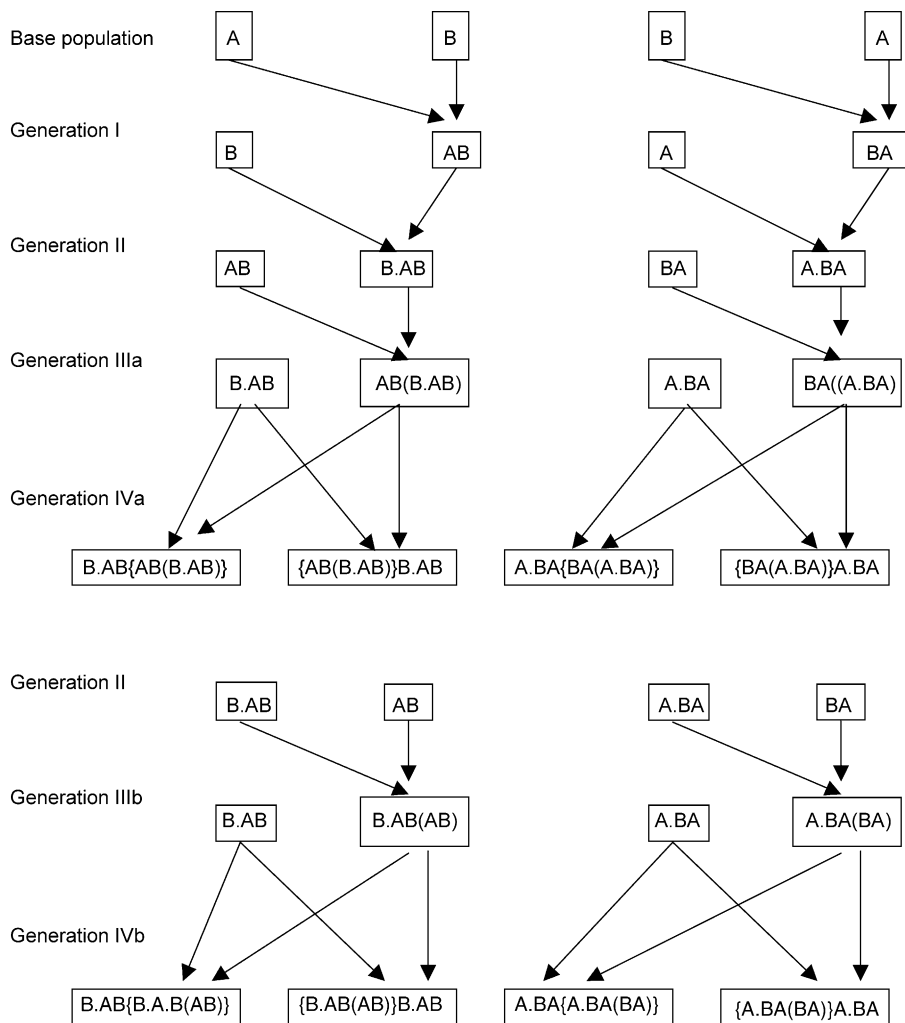 Base population A B B A
Generation I
B AB A BA
Generation II
AB B.AB BA A.BA
Generation IIIa
B.AB AB(B.AB) A.BA BA((A.BA)
Generation IVa
B.AB{AB(B.AB)} {AB(B.AB)}B.AB A.BA{BA(A.BA)} {BA(A.BA)}A.BA
Generation II
B.AB AB A.BA BA
Generation IIIb
B.AB B.AB(AB) A.BA A.BA(BA)
Generation IVb
B.AB{B.A.B(AB)} {B.AB(AB)}B.AB A.BA{A.BA(BA)} {A.BA(BA)}A.BA